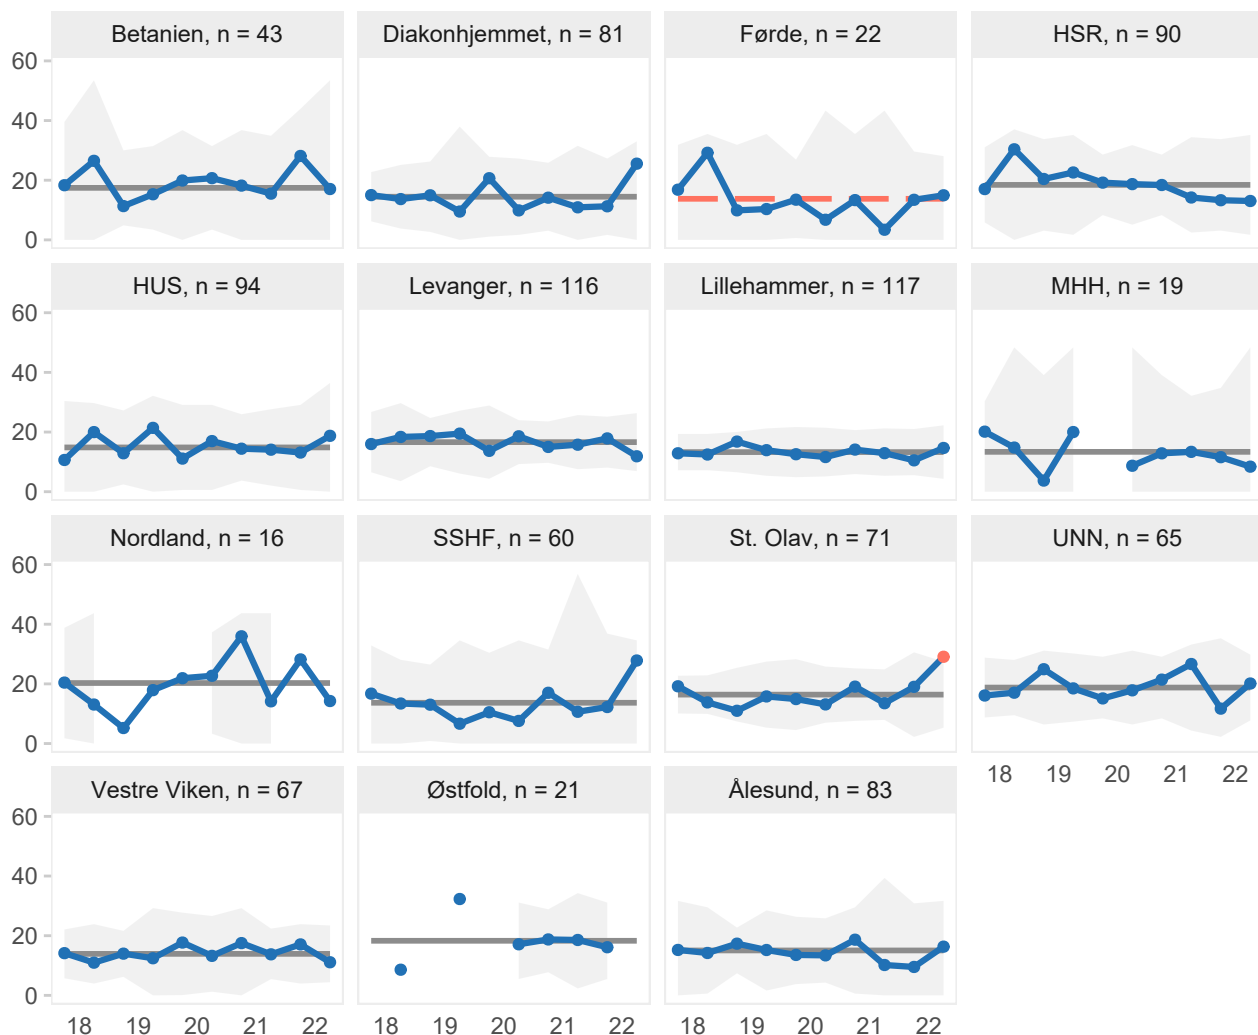 Betanien, n = 43
Diakonhjemmet, n = 81
Førde, n = 22
HSR, n = 90
60
40
20
0
HUS, n = 94
Levanger, n = 116
Lillehammer, n = 117
MHH, n = 19
60
40
20
0
Nordland, n = 16
SSHF, n = 60
St. Olav, n = 71
UNN, n = 65
60
40
20
0
18 19 20 21 22
Vestre Viken, n = 67
Østfold, n = 21
Ålesund, n = 83
60
40
20
0
18 19 20 21 22
18 19 20 21 22
18 19 20 21 22